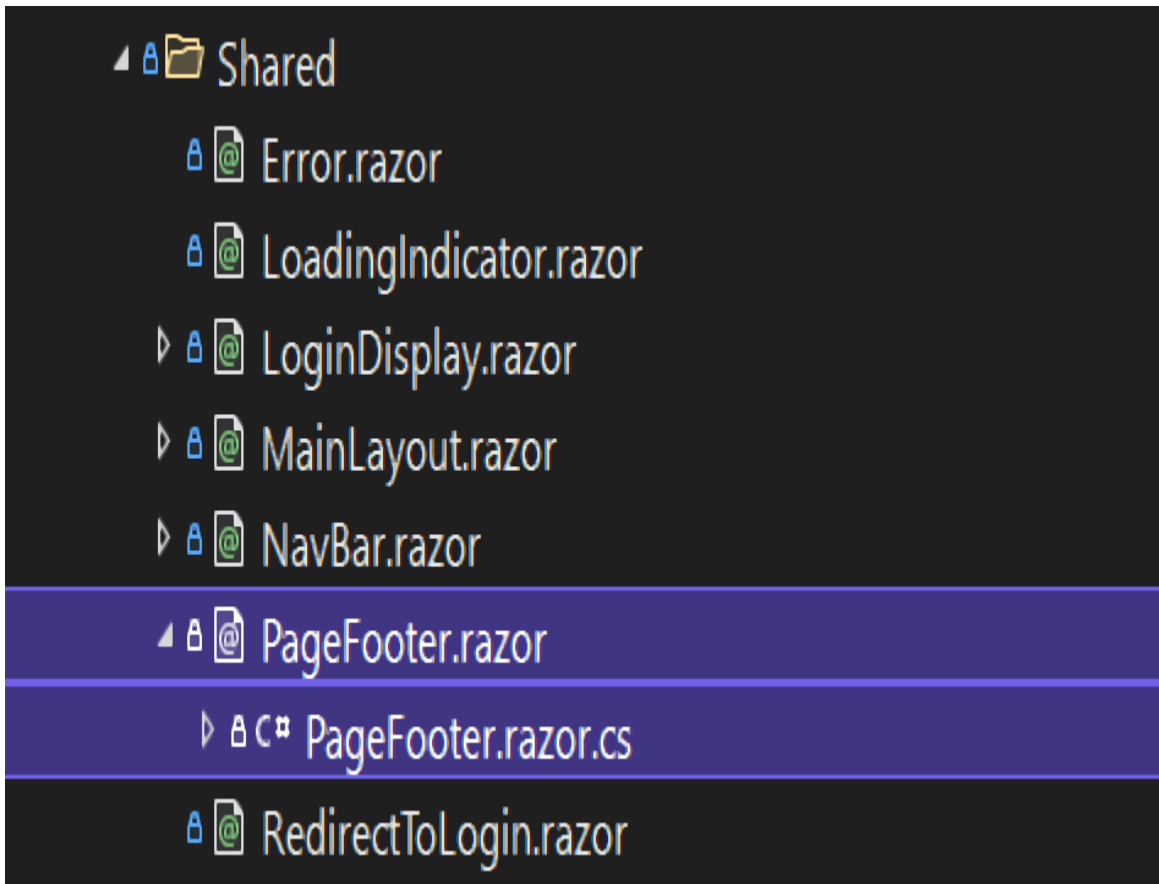 Shared
Error.razor
LoadingIndicator.razor
LoginDisplay.razor
MainLayout.razor
NavBar.razor
PageFooter.razor
C# PageFooter.razor.cs
RedirectToLogin.razor